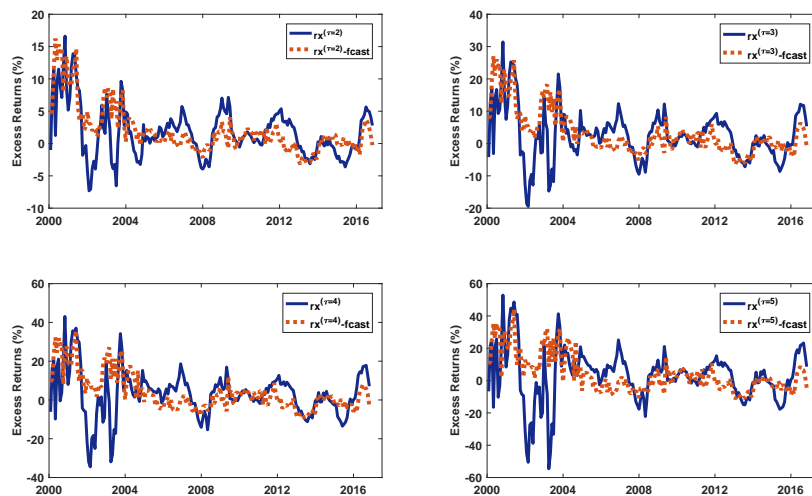 20
15
10
5
0
-5
-10
Excess Returns (%)
rx(τ=2)
rx(τ=2)-fcast
2000 2004 2008 2012 2016
40
30
20
10
0
-10
-20
Excess Returns (%)
rx(τ=3)
rx(τ=3)-fcast
2000 2004 2008 2012 2016
60
40
20
0
-20
-40
Excess Returns (%)
rx(τ=4)
rx(τ=4)-fcast
2000 2004 2008 2012 2016
60
40
20
0
-20
-40
-60
Excess Returns (%)
rx(τ=5)
rx(τ=5)-fcast
2000 2004 2008 2012 2016